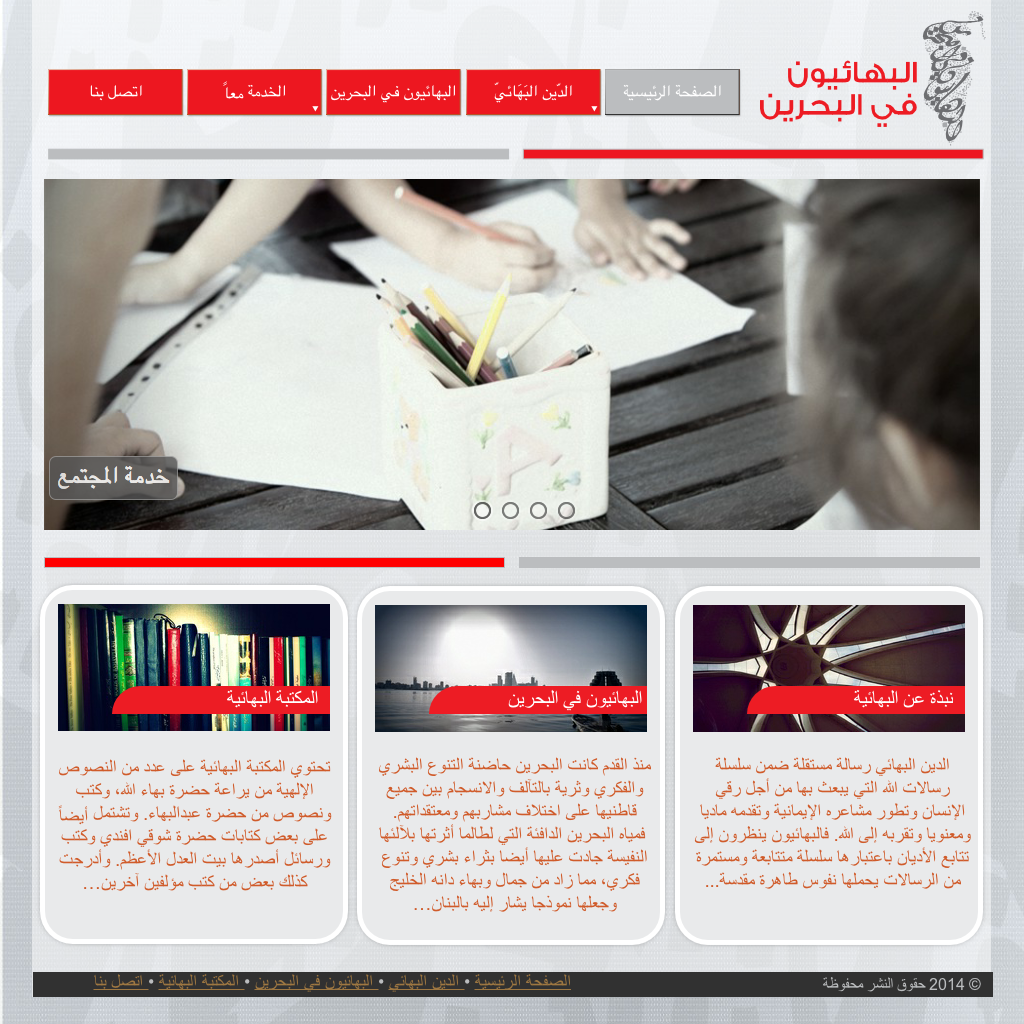 البهائيون
في البحرين
الصفحة الرئيسية
الدّين البَهَائيّ
البهائيون في البحرين
الخدمة معاً
اتصل بنا
خدمة المجتمع
نبذة عن البهائية
الدين البهائي رسالة مستقلة ضمن سلسلة
رسالات الله التي يبعث بها من أجل رقي
الإنسان وتطور مشاعره الإيمانية وتقدمه ماديا
ومعنويا وتقربه إلى الله. فالبهائيون ينظرون إلى
تتابع الأديان باعتبارها سلسلة متتابعة ومستمرة
من الرسالات يحملها نفوس طاهرة مقدسة...
البهائيون في البحرين
منذ القدم كانت البحرين حاضنة التنوع البشري
والفكري وثرية بالتآلف والانسجام بين جميع
قاطنيها على اختلاف مشاربهم ومعتقداتهم.
فمياه البحرين الدافئة التي لطالما أثرتها بلآلئها
النفيسة جادت عليها أيضا بثراء بشري وتنوع
فكري، مما زاد من جمال وبهاء دانه الخليج
وجعلها نموذجا يشار إليه بالبنان...
المكتبة البهائية
تحتوي المكتبة البهائية على عدد من النصوص
الإلهية من يراعة حضرة بهاء الله، وكتب
ونصوص من حضرة عبدالبهاء. وتشتمل أيضاً
على بعض كتابات حضرة شوقي افندي وكتب
ورسائل أصدرها بيت العدل الأعظم. وأدرجت
كذلك بعض من كتب مؤلفين آخرين...
© 2014 حقوق النشر محفوظة
الصفحة الرئيسية • الدين البهائي • البهائيون في البحرين • المكتبة البهائية • اتصل بنا